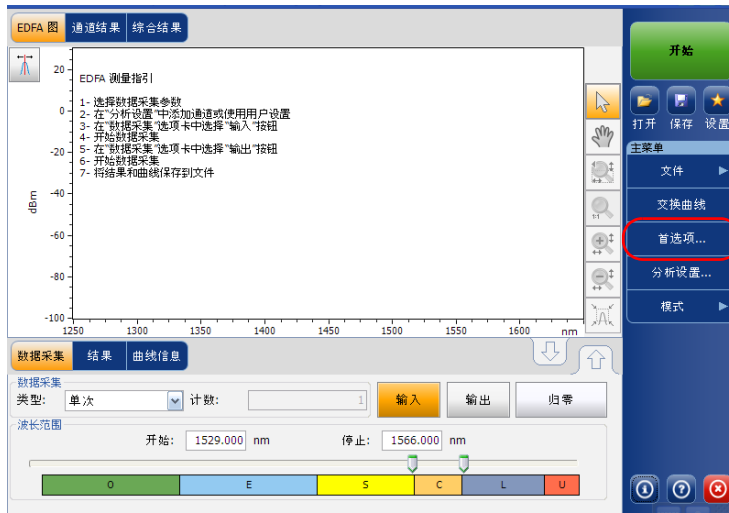 EDFA 图 通道结果 综合结果
开始
20
EDFA 测量指引
1- 选择数据采集参数
2- 在“分析设置”中添加通道或使用用户设置
3- 在“数据采集”选项卡中选择“输入”按钮
4- 开始数据采集
5- 在“数据采集”选项卡中选择“输出”按钮
6- 开始数据采集
7- 将结果和曲线保存到文件
0
-20
-40
-60
-80
-100
dBm
1250 1300 1350 1400 1450 1500 1550 1600 nm
1:1
打开 保存 设置
主菜单
文件
交换曲线
首选项...
分析设置...
模式
数据采集 结果 曲线信息
数据采集
类型: 单次 计数: 1 输入 输出 归零
波长范围
开始: 1529.000 nm 停止: 1566.000 nm
O E S C L U